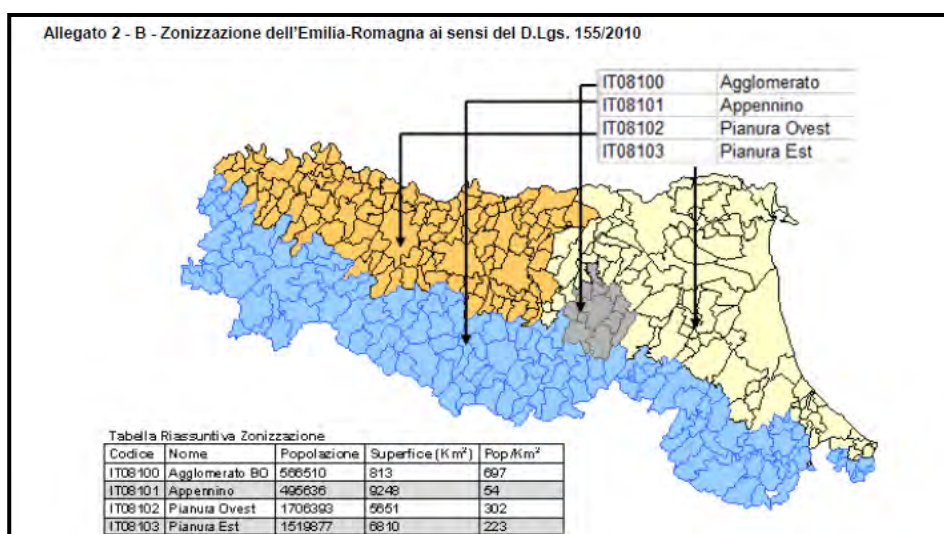 Allegato 2 - B - Zonizzazione dell'Emilia-Romagna ai sensi del D.Lgs. 155/2010
IT08100 Agglomerato
IT08101 Appennino
IT08102 Pianura Ovest
IT08103 Pianura Est
Tabella Riassuntiva Zonizzazione
Codice Nome Popolazione Superfice (Km²) Pop/Km²
IT08100 Agglomerato BO 566510 813 697
IT08101 Appennino 495636 9248 54
IT08102 Pianura Ovest 1706393 5651 302
IT08103 Pianura Est 1519877 6810 223